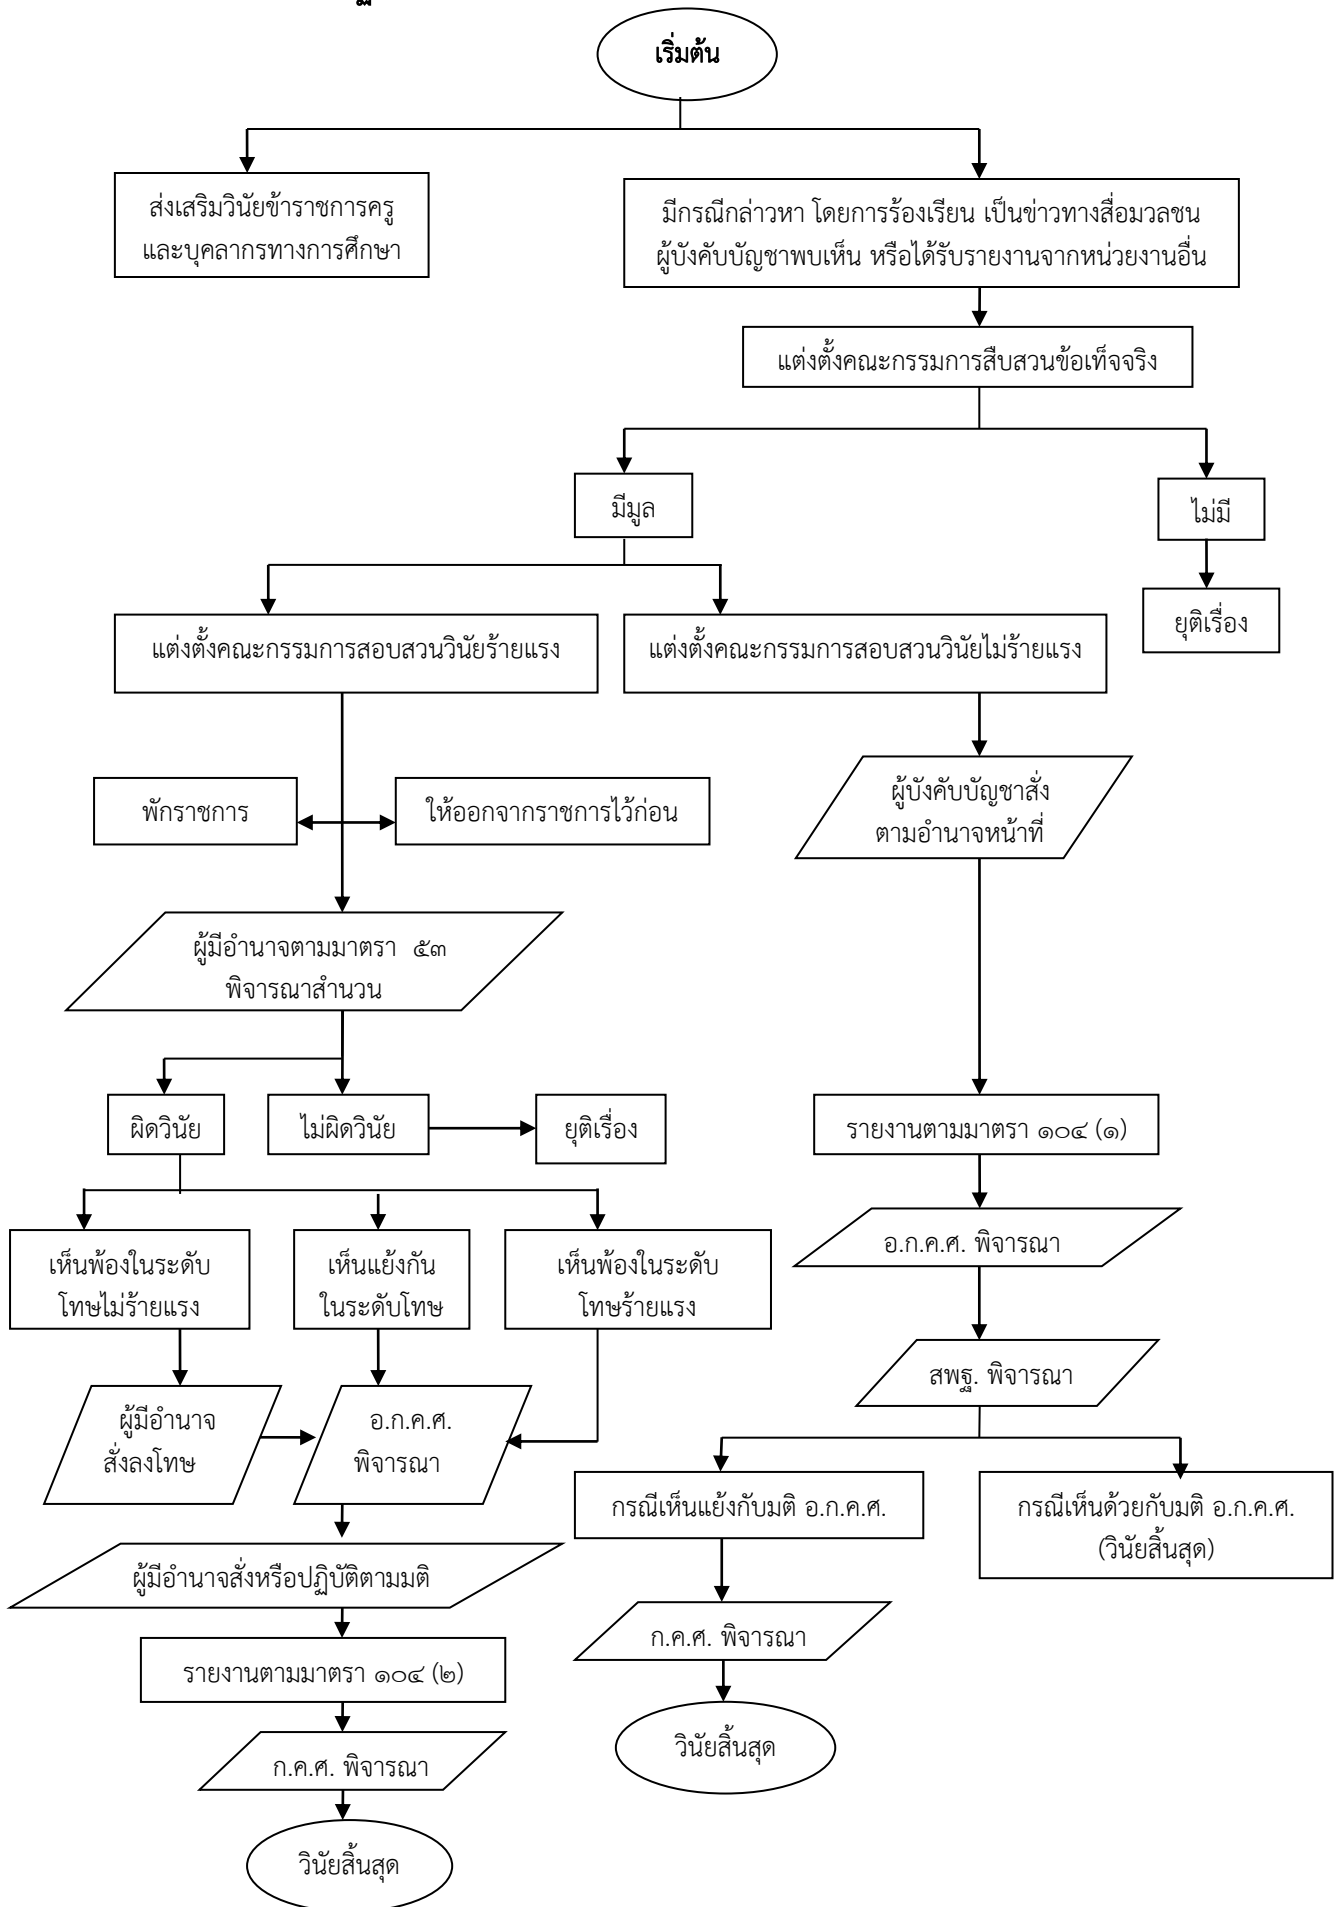 เริ่มต้น
ส่งเสริมวินัยข้าราชการครู
และบุคลากรทางการศึกษา
มีกรณีกล่าวหา โดยการร้องเรียน เป็นข่าวทางสื่อมวลชน
ผู้บังคับบัญชาพบเห็น หรือได้รับรายงานจากหน่วยงานอื่น
แต่งตั้งคณะกรรมการสืบสวนข้อเท็จจริง
มีมูล
ไม่มี
ยุติเรื่อง
แต่งตั้งคณะกรรมการสอบสวนวินัยร้ายแรง
แต่งตั้งคณะกรรมการสอบสวนวินัยไม่ร้ายแรง
พักราชการ
ให้ออกจากราชการไว้ก่อน
ผู้บังคับบัญชาสั่ง
ตามอำนาจหน้าที่
ผู้มีอำนาจตามมาตรา ๕๓
พิจารณาสำนวน
ผิดวินัย
ไม่ผิดวินัย
ยุติเรื่อง
รายงานตามมาตรา ๑๐๔ (๑)
อ.ก.ค.ศ. พิจารณา
เห็นพ้องในระดับ
โทษไม่ร้ายแรง
เห็นแย้งกัน
ในระดับโทษ
เห็นพ้องในระดับ
โทษร้ายแรง
สพฐ. พิจารณา
ผู้มีอำนาจ
สั่งลงโทษ
อ.ก.ค.ศ.
พิจารณา
กรณีเห็นแย้งกับมติ อ.ก.ค.ศ.
กรณีเห็นด้วยกับมติ อ.ก.ค.ศ.
(วินัยสิ้นสุด)
ผู้มีอำนาจสั่งหรือปฏิบัติตามมติ
ก.ค.ศ. พิจารณา
รายงานตามมาตรา ๑๐๔ (๒)
วินัยสิ้นสุด
ก.ค.ศ. พิจารณา
วินัยสิ้นสุด